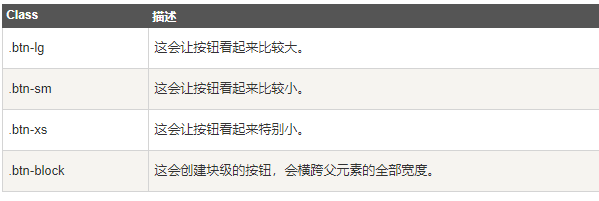 Class 描述
.btn-lg 这会让按钮看起来比较大。
.btn-sm 这会让按钮看起来比较小。
.btn-xs 这会让按钮看起来特别小。
.btn-block 这会创建块级的按钮，会横跨父元素的全部宽度。